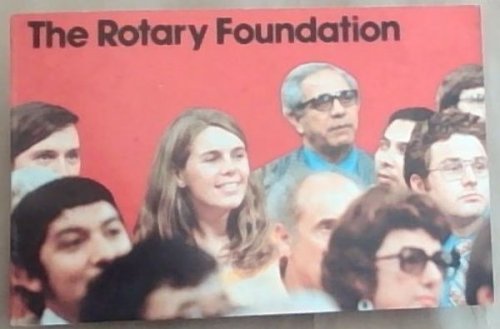 The Rotary Foundation